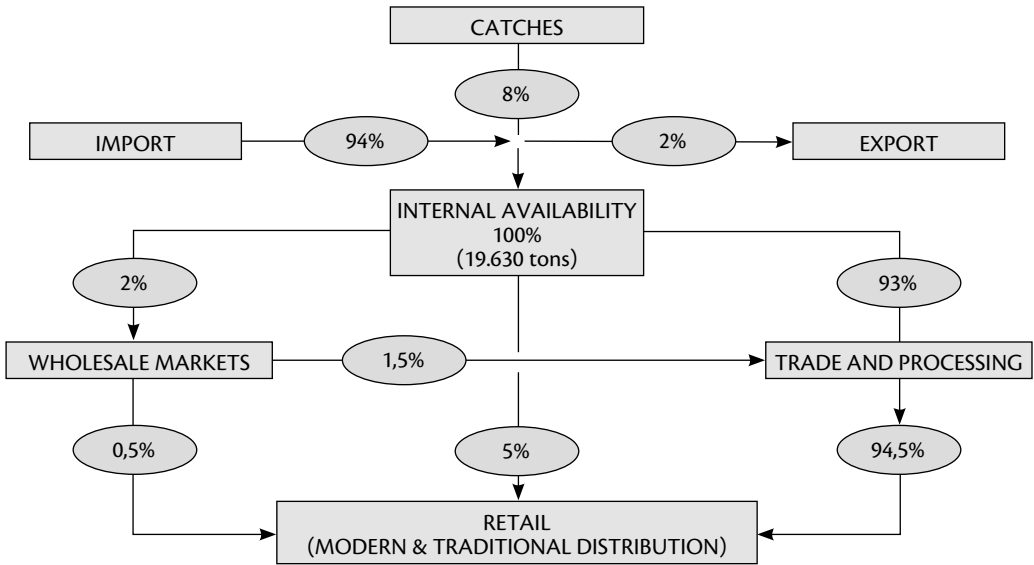 CATCHES
8%
IMPORT
94%
2%
EXPORT
INTERNAL AVAILABILITY
100%
(19.630 tons)
2%
93%
WHOLESALE MARKETS
1,5%
TRADE AND PROCESSING
0,5%
5%
94,5%
RETAIL
(MODERN & TRADITIONAL DISTRIBUTION)